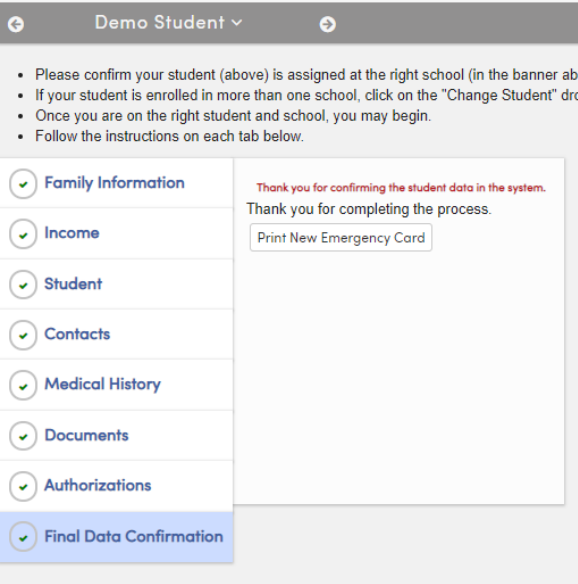 Demo Student
Please confirm your student (above) is assigned at the right school (in the banner
If your student is enrolled in more than one school, click on the "Change Student"
Once you are on the right student and school, you may begin.
Follow the instructions on each tab below.
Family Information
Income
Student
Contacts
Medical History
Documents
Authorizations
Final Data Confirmation
Thank you for confirming the student data in the system.
Thank you for completing the process.
Print New Emergency Card